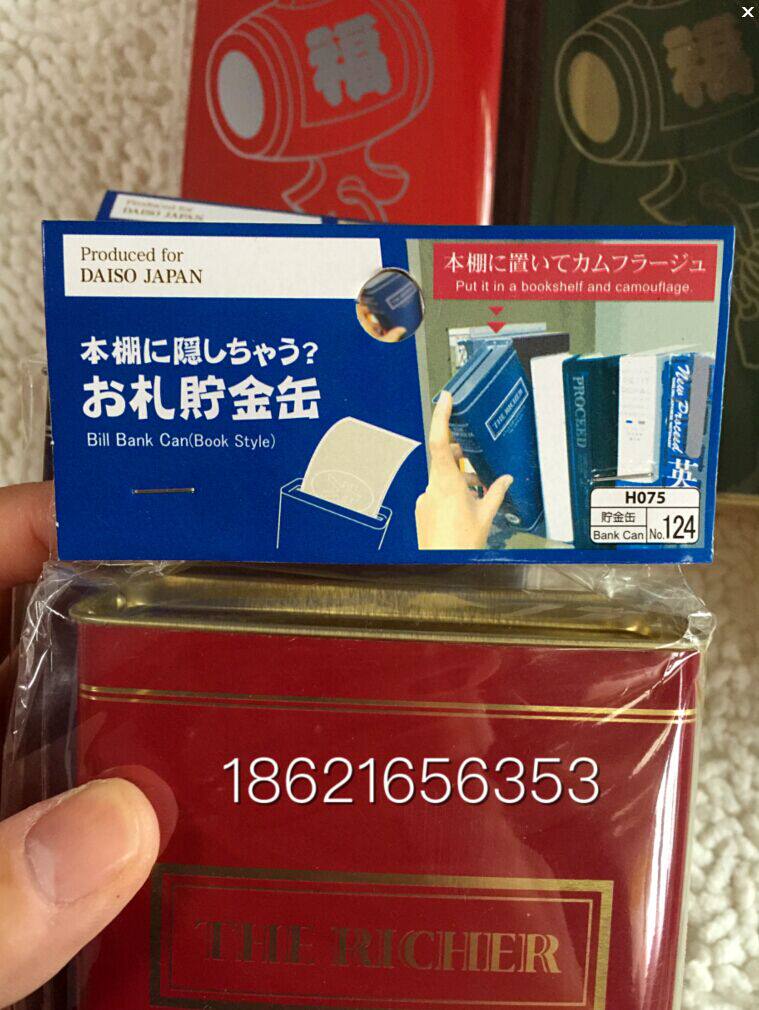 福
福
Produced for
DAISO JAPAN
Produced for
DAISO JAPAN
本棚に置いてカムフラージュ
Put it in a bookshelf and camouflage.
本棚に隠しちゃう?
お札貯金缶
Bill Bank Can(Book Style)
THE RICHER
PROCEED
New Proceed
英
H075
貯金缶
Bank Can
No.124
18621656353
THE RICHER